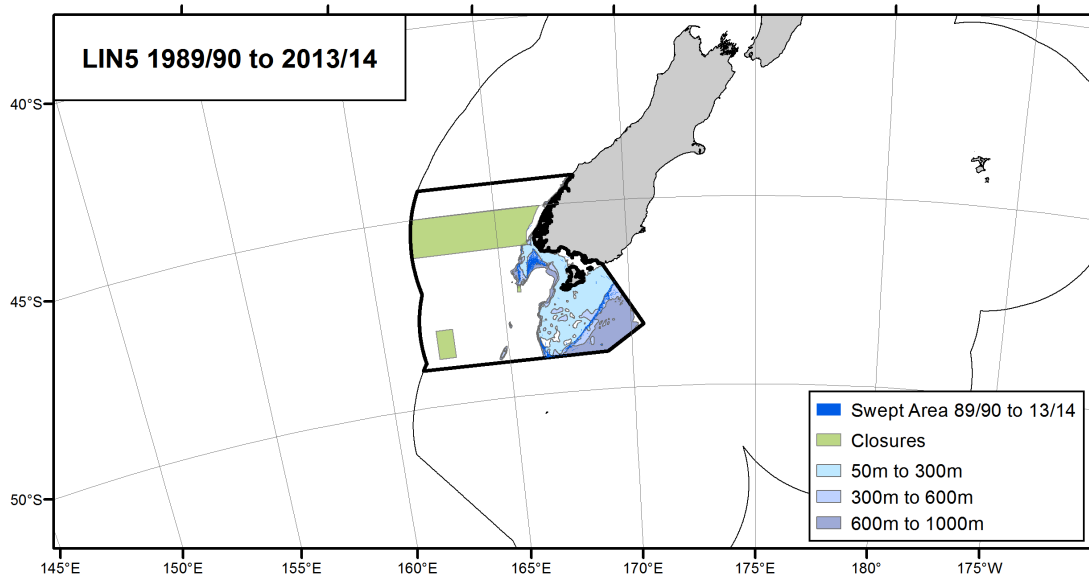 LIN5 1989/90 to 2013/14
40°S
45°S
50°S
Swept Area 89/90 to 13/14
Closures
50m to 300m
300m to 600m
600m to 1000m
145°E
150°E
155°E
160°E
165°E
170°E
175°E
180°
175°W